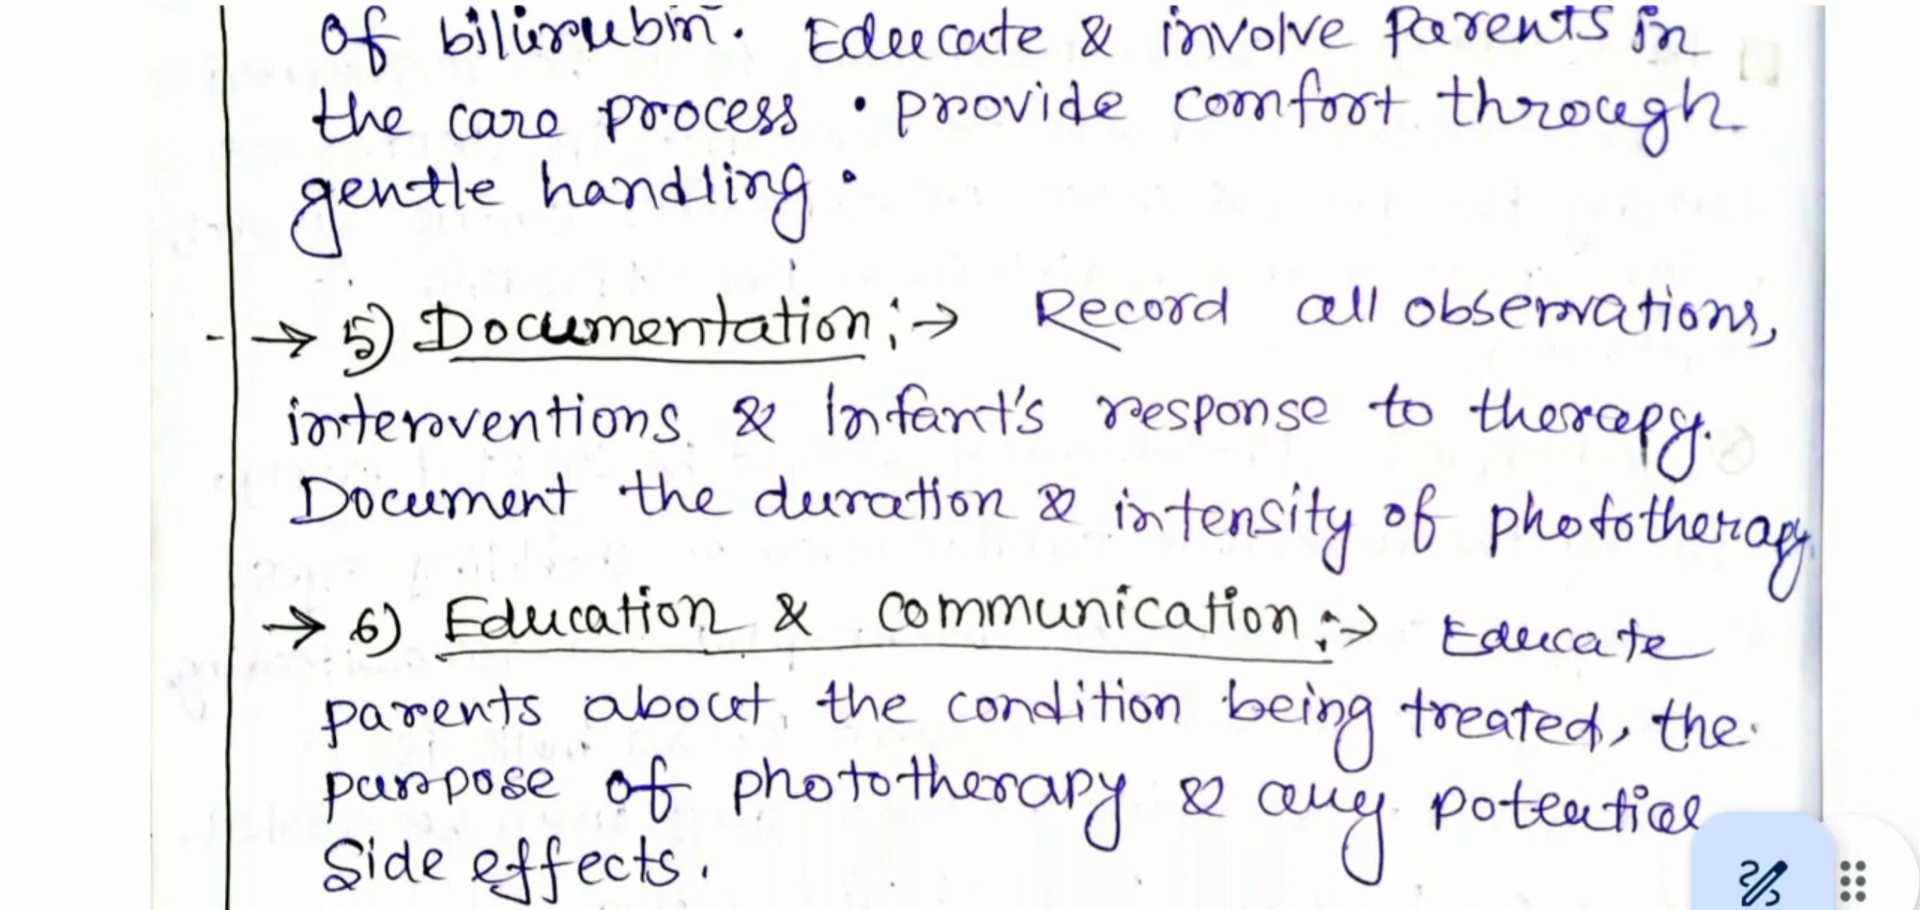 of bilirubin. Educate & involve Parents in
the care process . provide comfort through
gentle handling .
→ 5) Documentation :→ Record all observations,
interventions & Infant's response to therapy.
Document the duration & intensity of phototherapy
→ 6) Education & communication :→ Educate
parents about the condition being treated, the
purpose of phototherapy & any potential
Side effects.